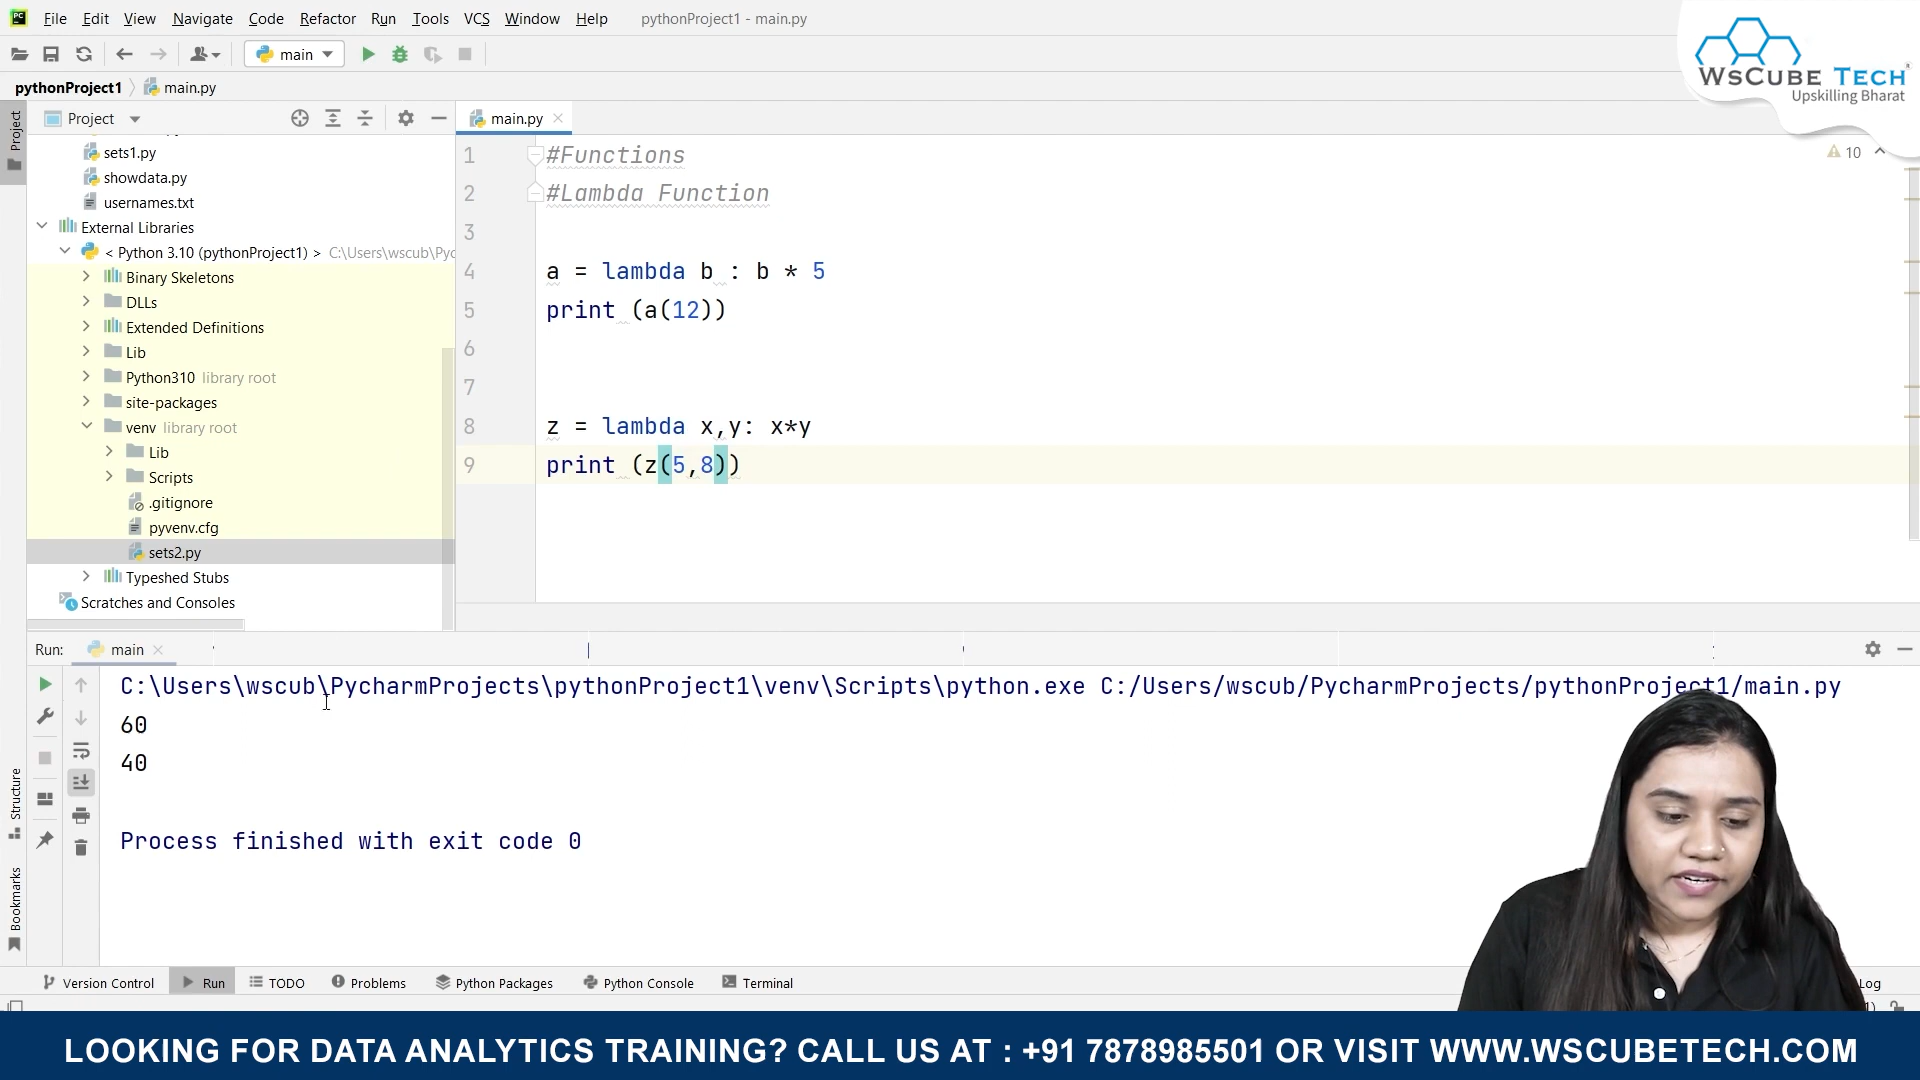 File Edit View Navigate Code Refactor Run Tools VCS Window Help pythonProject1 - main.py
main
WsCube Tech
Upskilling Bharat
pythonProject1 main.py
Project
Project
main.py
sets1.py
showdata.py
usernames.txt
External Libraries
< Python 3.10 (pythonProject1) > C:\Users\wscub\Pyc
Binary Skeletons
DLLs
Extended Definitions
Lib
Python310 library root
site-packages
venv library root
Lib
Scripts
.gitignore
pyvenv.cfg
sets2.py
Typeshed Stubs
Scratches and Consoles
10
1 #Functions
2 #Lambda Function
3
4 a = lambda b : b * 5
5 print (a(12))
6
7
8 z = lambda x,y: x*y
9 print (z(5,8))
Run: main
C:\Users\wscub\PycharmProjects\pythonProject1\venv\Scripts\python.exe C:/Users/wscub/PycharmProjects/pythonProject1/main.py
60
40
Process finished with exit code 0
Structure
Bookmarks
Version Control Run TODO Problems Python Packages Python Console Terminal
Log
LOOKING FOR DATA ANALYTICS TRAINING? CALL US AT : +91 7878985501 OR VISIT WWW.WSCUBETECH.COM